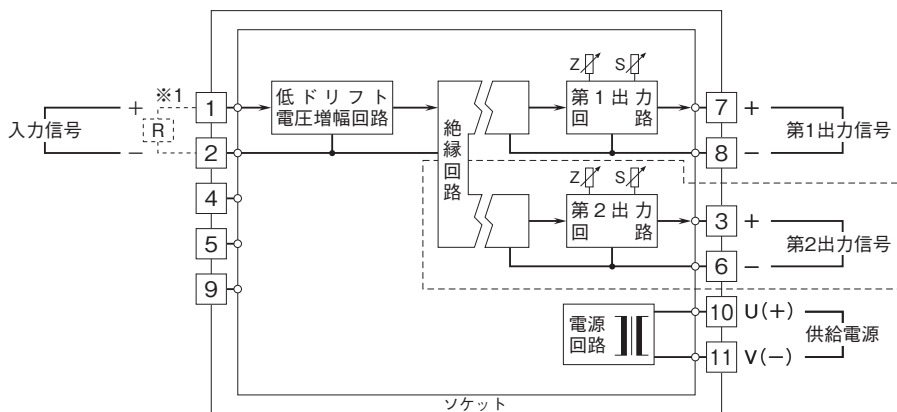 入力信号
+
−
※1
R
1
2
4
5
9
低ドリフト
電圧増幅回路
絶縁回路
Z
S
第1出力
回路
7
+
8
−
第1出力信号
Z
S
第2出力
回路
3
+
6
−
第2出力信号
電源
回路
10
U(+)
11
V(−)
供給電源
ソケット